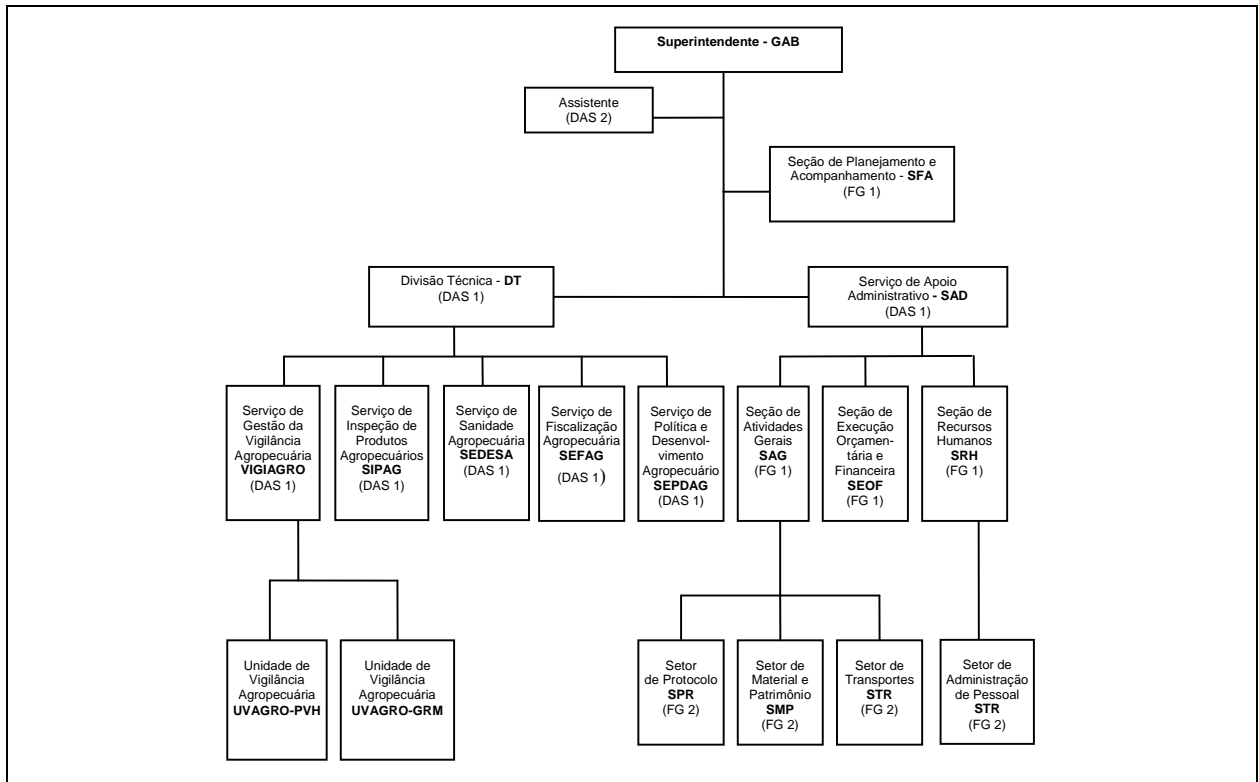 Superintendente - GAB
Assistente
(DAS 2)
Seção de Planejamento e
Acompanhamento - SFA
(FG 1)
Divisão Técnica - DT
(DAS 1)
Serviço de Apoio
Administrativo - SAD
(DAS 1)
Serviço de
Gestão da
Vigilância
Agropecuária
VIGIAGRO
(DAS 1)
Serviço de
Inspeção de
Produtos
Agropecuários
SIPAG
(DAS 1)
Serviço de
Sanidade
Agropecuária
SEDESA
(DAS 1)
Serviço de
Fiscalização
Agropecuária
SEFAG
(DAS 1)
Serviço de
Política e
Desenvol-
vimento
Agropecuário
SEPDAG
(DAS 1)
Seção de
Atividades
Gerais
SAG
(FG 1)
Seção de
Execução
Orçamen-
tária e
Financeira
SEOF
(FG 1)
Seção de
Recursos
Humanos
SRH
(FG 1)
Unidade de
Vigilância
Agropecuária
UVAGRO-PVH
Unidade de
Vigilância
Agropecuária
UVAGRO-GRM
Setor
de Protocolo
SPR
(FG 2)
Setor de
Material e
Patrimônio
SMP
(FG 2)
Setor de
Transportes
STR
(FG 2)
Setor de
Administração
de Pessoal
STR
(FG 2)